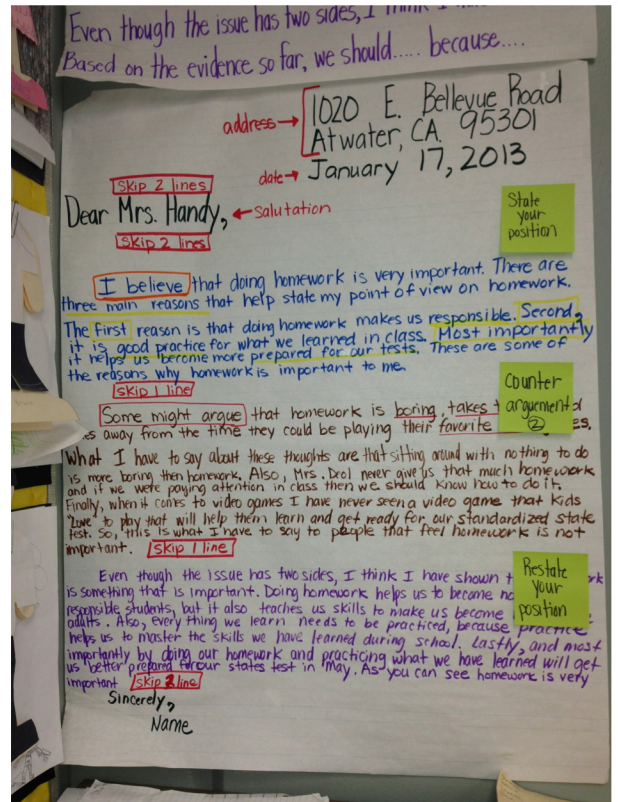 Even though the issue has two sides, I think I
Based on the evidence so far, we should..... because....
address →
1020 E. Bellevue Road
Atwater, CA 95301
date → January 17, 2013
skip 2 lines
Dear Mrs. Handy, ← Salutation
skip 2 lines
State
your
position
I believe that doing homework is very important. There are
three main reasons that help state my point of view on homework.
The first reason is that doing homework makes us responsible. Second,
it is good practice for what we learned in class. Most importantly
it helps us become more prepared for our tests. These are some of
the reasons why homework is important to me.
skip 1 line
Counter
arguement
②
Some might argue that homework is boring, takes
away from the time they could be playing their favorite
What I have to say about these thoughts are that sitting around with nothing to do
is more boring then homework. Also, Mrs. Drol never give us that much homework
and if we were paying attention in class then we should know how to do it.
Finally, when it comes to video games I have never seen a video game that kids
"Love" to play that will help them learn and get ready for our standardized state
test. So, this is what I have to say to people that feel homework is not
important. skip 1 line
Restate
your
position
Even though the issue has two sides, I think I have shown
is something that is important. Doing homework helps us to become
responsible students, but it also teaches us skills to make us become
adults. Also, every thing we learn needs to be practiced, because practice
helps us to master the skills we have learned during school. Lastly, and most
importantly by doing our homework and practicing what we have learned will get
us better prepared for our states test in May. As you can see homework is very
important skip 2 line
Sincerely,
Name